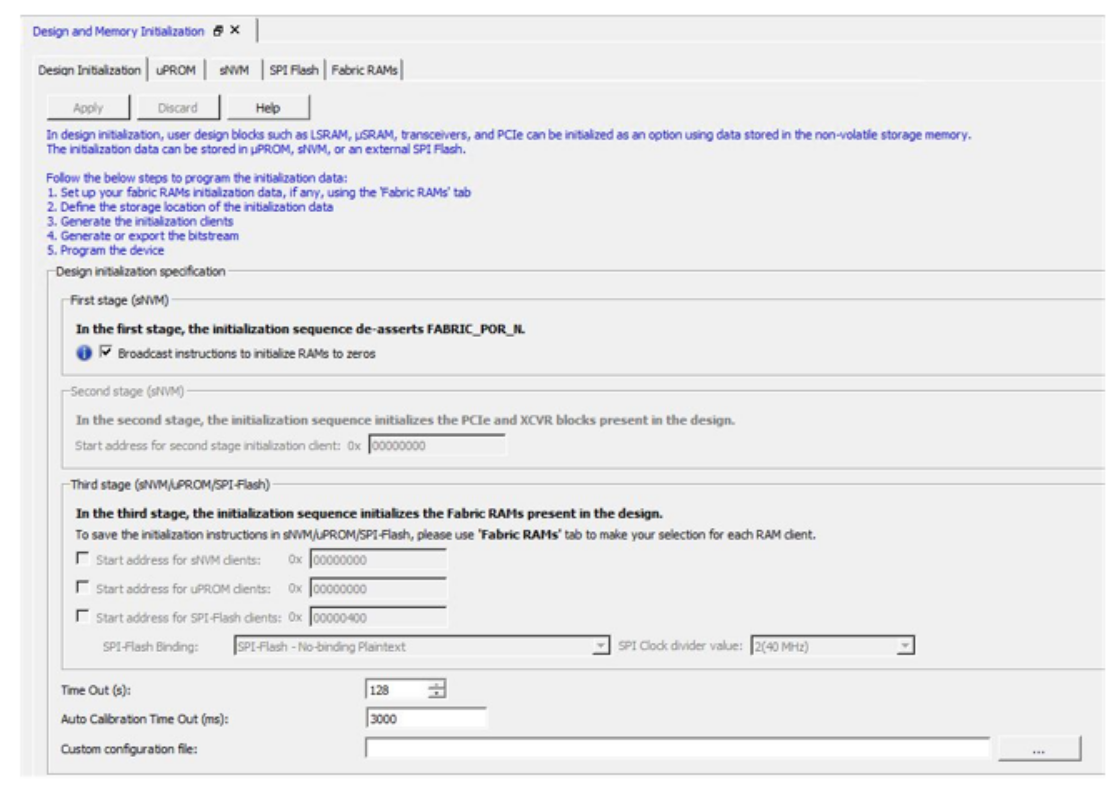 Design and Memory Initialization
Design Initialization uPROM sNVM SPI Flash Fabric RAMs
Apply Discard Help
In design initialization, user design blocks such as LSRAM, µSRAM, transceivers, and PCIe can be initialized as an option using data stored in the non-volatile storage memory.
The initialization data can be stored in µPROM, sNVM, or an external SPI Flash.
Follow the below steps to program the initialization data:
1. Set up your fabric RAMs initialization data, if any, using the 'Fabric RAMs' tab
2. Define the storage location of the initialization data
3. Generate the initialization clients
4. Generate or export the bitstream
5. Program the device
Design initialization specification
First stage (sNVM)
In the first stage, the initialization sequence de-asserts FABRIC_POR_N.
Broadcast instructions to initialize RAMs to zeros
Second stage (sNVM)
In the second stage, the initialization sequence initializes the PCIe and XCVR blocks present in the design.
Start address for second stage initialization client: 0x 00000000
Third stage (sNVM/uPROM/SPI-Flash)
In the third stage, the initialization sequence initializes the Fabric RAMs present in the design.
To save the initialization instructions in sNVM/uPROM/SPI-Flash, please use 'Fabric RAMs' tab to make your selection for each RAM client.
Start address for sNVM clients: 0x 00000000
Start address for uPROM clients: 0x 00000000
Start address for SPI-Flash clients: 0x 00000400
SPI-Flash Binding: SPI-Flash - No-binding Plaintext SPI Clock divider value: 2(40 MHz)
Time Out (s): 128
Auto Calibration Time Out (ms): 3000
Custom configuration file: ...